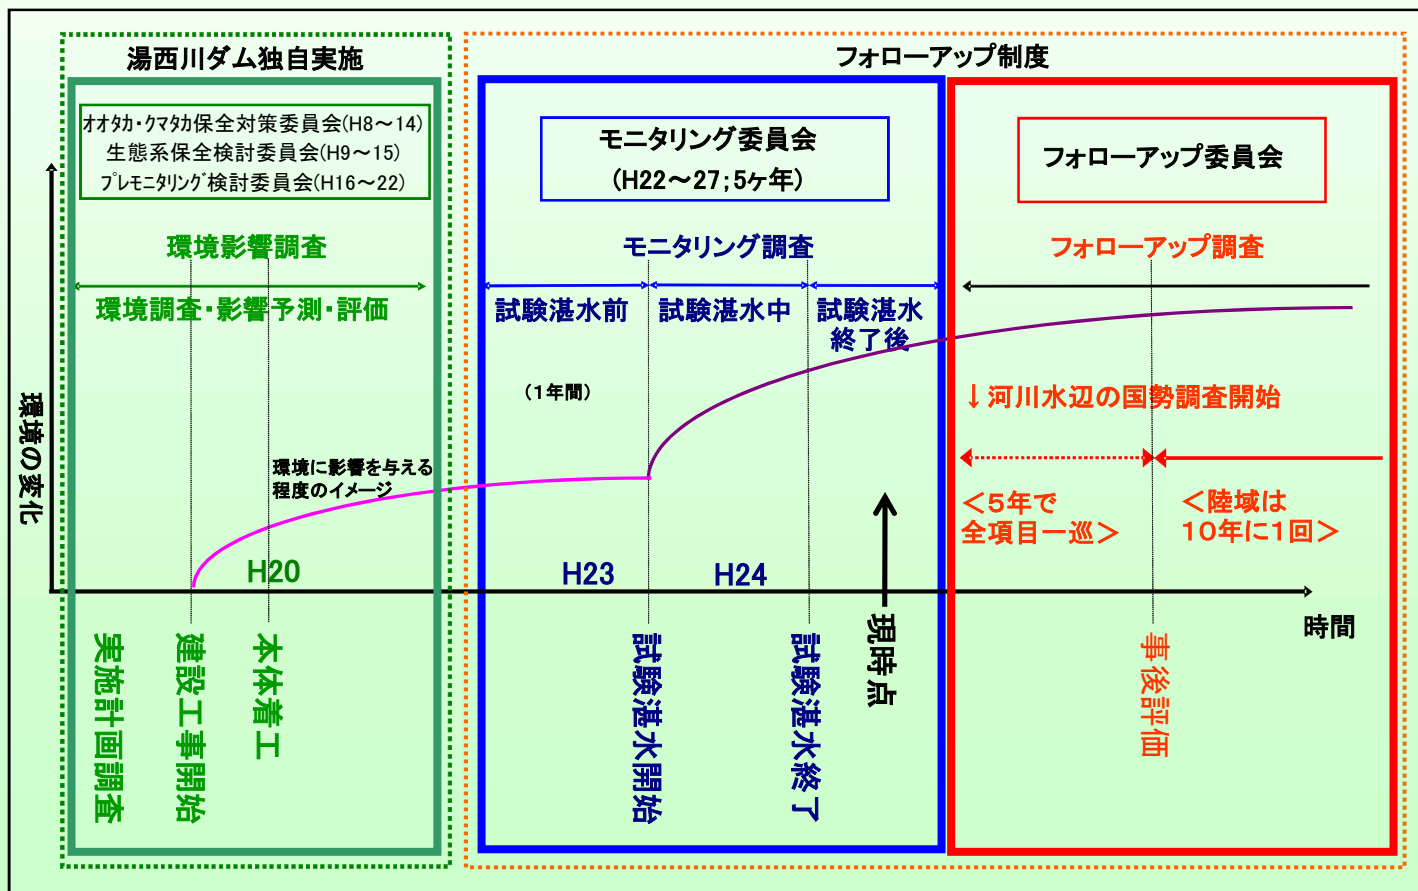 湯西川ダム独自実施
フォローアップ制度
オオタカ・クマタカ保全対策委員会(H8～14)
生態系保全検討委員会(H9～15)
プレモニタリング検討委員会(H16～22)
モニタリング委員会
(H22～27；5ヶ年)
フォローアップ委員会
環境影響調査
環境調査・影響予測・評価
モニタリング調査
試験湛水前
試験湛水中
試験湛水
終了後
フォローアップ調査
（1年間）
↓河川水辺の国勢調査開始
環境の変化
環境に影響を与える
程度のイメージ
＜5年で
全項目一巡＞
＜陸域は
10年に1回＞
H20
H23
H24
時間
実施計画調査
建設工事開始
本体着工
試験湛水開始
試験湛水終了
現時点
事後評価